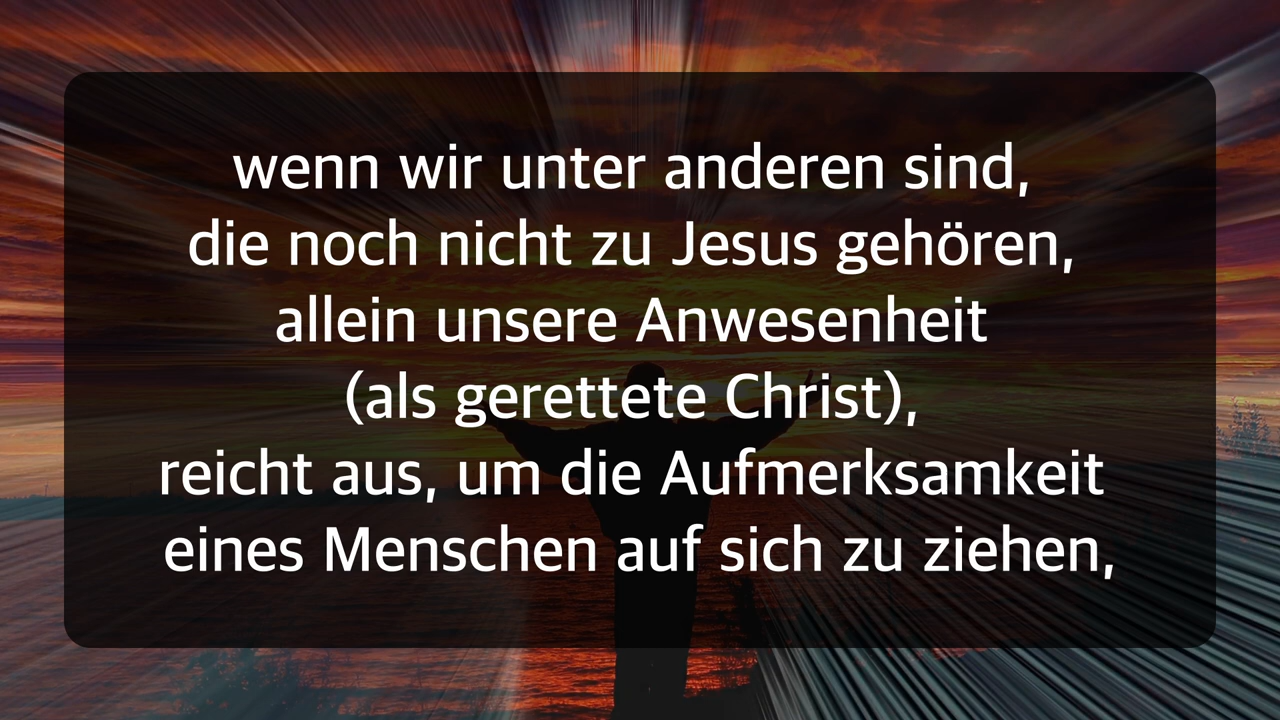 wenn wir unter anderen sind,
die noch nicht zu Jesus gehören,
allein unsere Anwesenheit
(als gerettete Christ),
reicht aus, um die Aufmerksamkeit
eines Menschen auf sich zu ziehen,